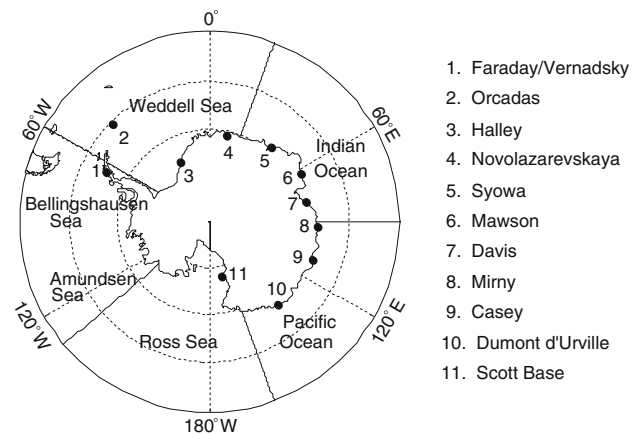 0°
Weddell Sea
60°W
60°E
2
4
5
Indian
Ocean
3
6
1
Bellingshausen
Sea
7
8
9
11
10
Amundsen
Sea
120°W
Ross Sea
Pacific
Ocean
120°E
180°W
1. Faraday/Vernadsky
2. Orcadas
3. Halley
4. Novolazarevskaya
5. Syowa
6. Mawson
7. Davis
8. Mirny
9. Casey
10. Dumont d'Urville
11. Scott Base